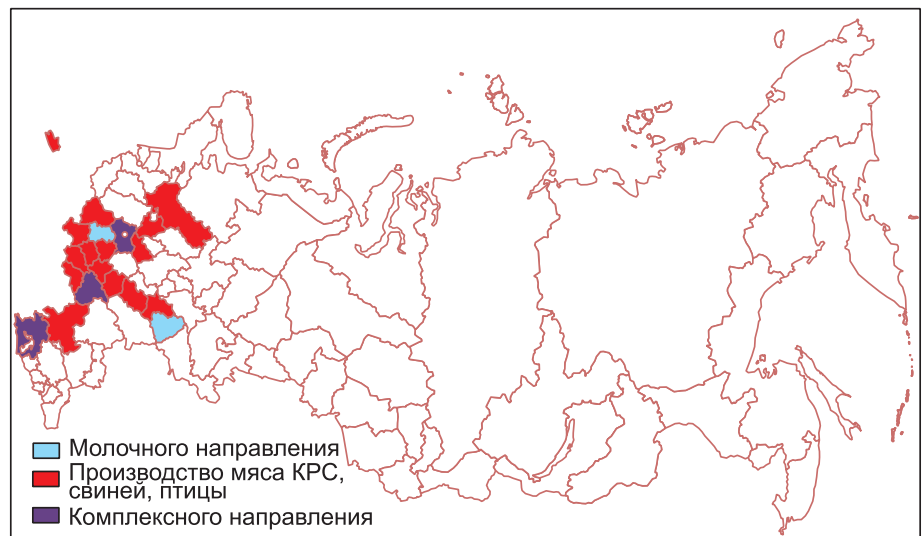 Молочного направления
Производство мяса КРС,
свиней, птицы
Комплексного направления